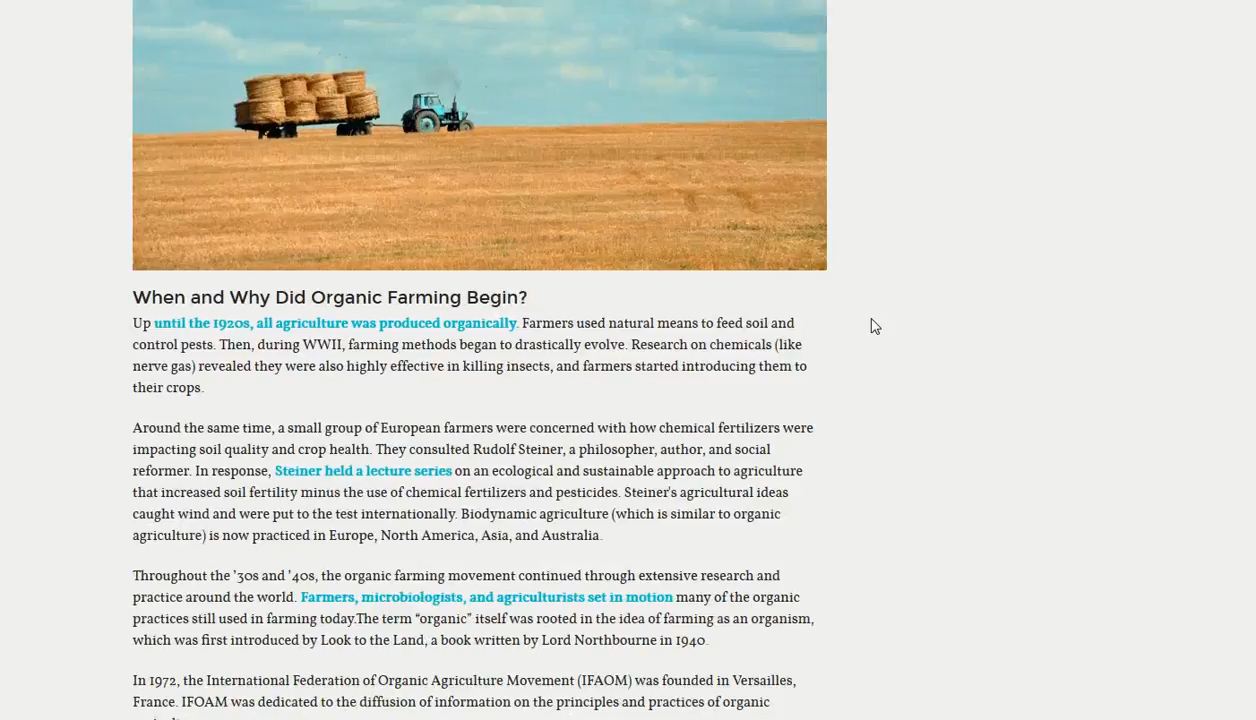 When and Why Did Organic Farming Begin?
Up until the 1920s, all agriculture was produced organically. Farmers used natural means to feed soil and
control pests. Then, during WWII, farming methods began to drastically evolve. Research on chemicals (like
nerve gas) revealed they were also highly effective in killing insects, and farmers started introducing them to
their crops.
Around the same time, a small group of European farmers were concerned with how chemical fertilizers were
impacting soil quality and crop health. They consulted Rudolf Steiner, a philosopher, author, and social
reformer. In response, Steiner held a lecture series on an ecological and sustainable approach to agriculture
that increased soil fertility minus the use of chemical fertilizers and pesticides. Steiner's agricultural ideas
caught wind and were put to the test internationally. Biodynamic agriculture (which is similar to organic
agriculture) is now practiced in Europe, North America, Asia, and Australia.
Throughout the ’30s and ’40s, the organic farming movement continued through extensive research and
practice around the world. Farmers, microbiologists, and agriculturists set in motion many of the organic
practices still used in farming today.The term “organic” itself was rooted in the idea of farming as an organism,
which was first introduced by Look to the Land, a book written by Lord Northbourne in 1940.
In 1972, the International Federation of Organic Agriculture Movement (IFAOM) was founded in Versailles,
France. IFOAM was dedicated to the diffusion of information on the principles and practices of organic